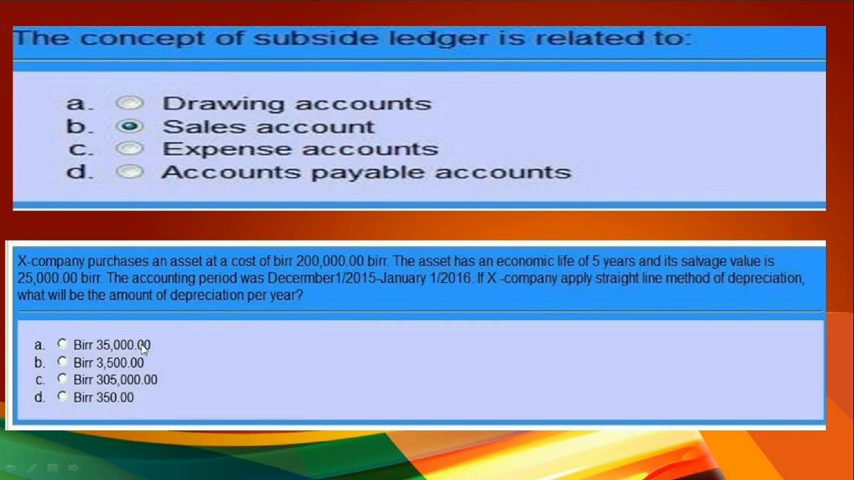 The concept of subside ledger is related to:
a. Drawing accounts
b. Sales account
c. Expense accounts
d. Accounts payable accounts
X-company purchases an asset at a cost of birr 200,000.00 birr. The asset has an economic life of 5 years and its salvage value is
25,000.00 birr. The accounting period was Decermber1/2015-January 1/2016. If X -company apply straight line method of depreciation,
what will be the amount of depreciation per year?
a. Birr 35,000.00
b. Birr 3,500.00
c. Birr 305,000.00
d. Birr 350.00